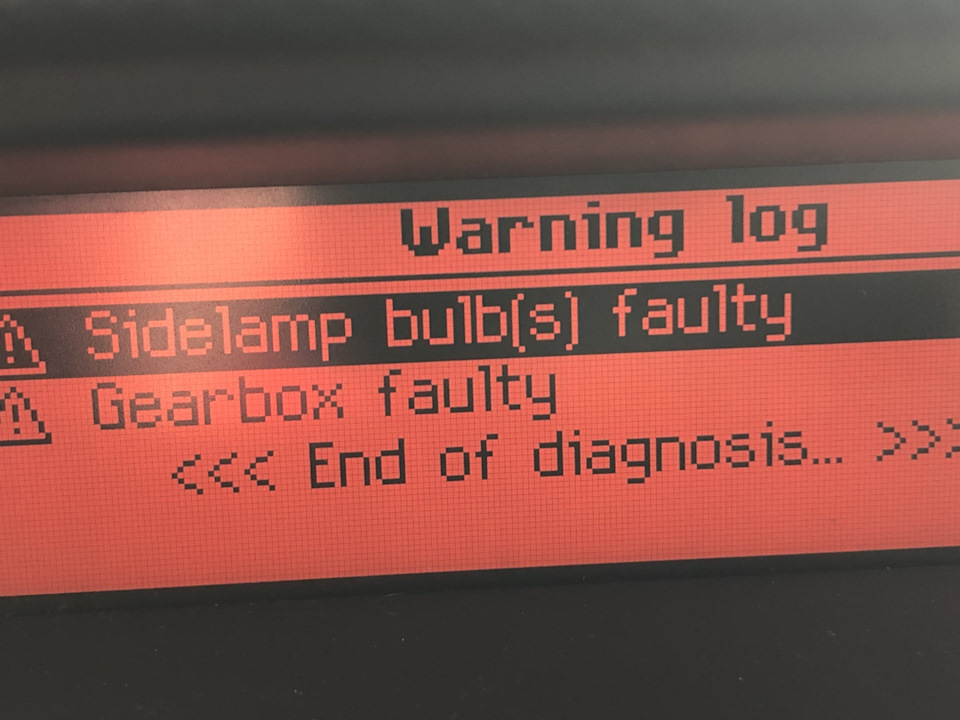 Warning log
Sidelamp bulb(s) faulty
Gearbox faulty
<<< End of diagnosis... >>>